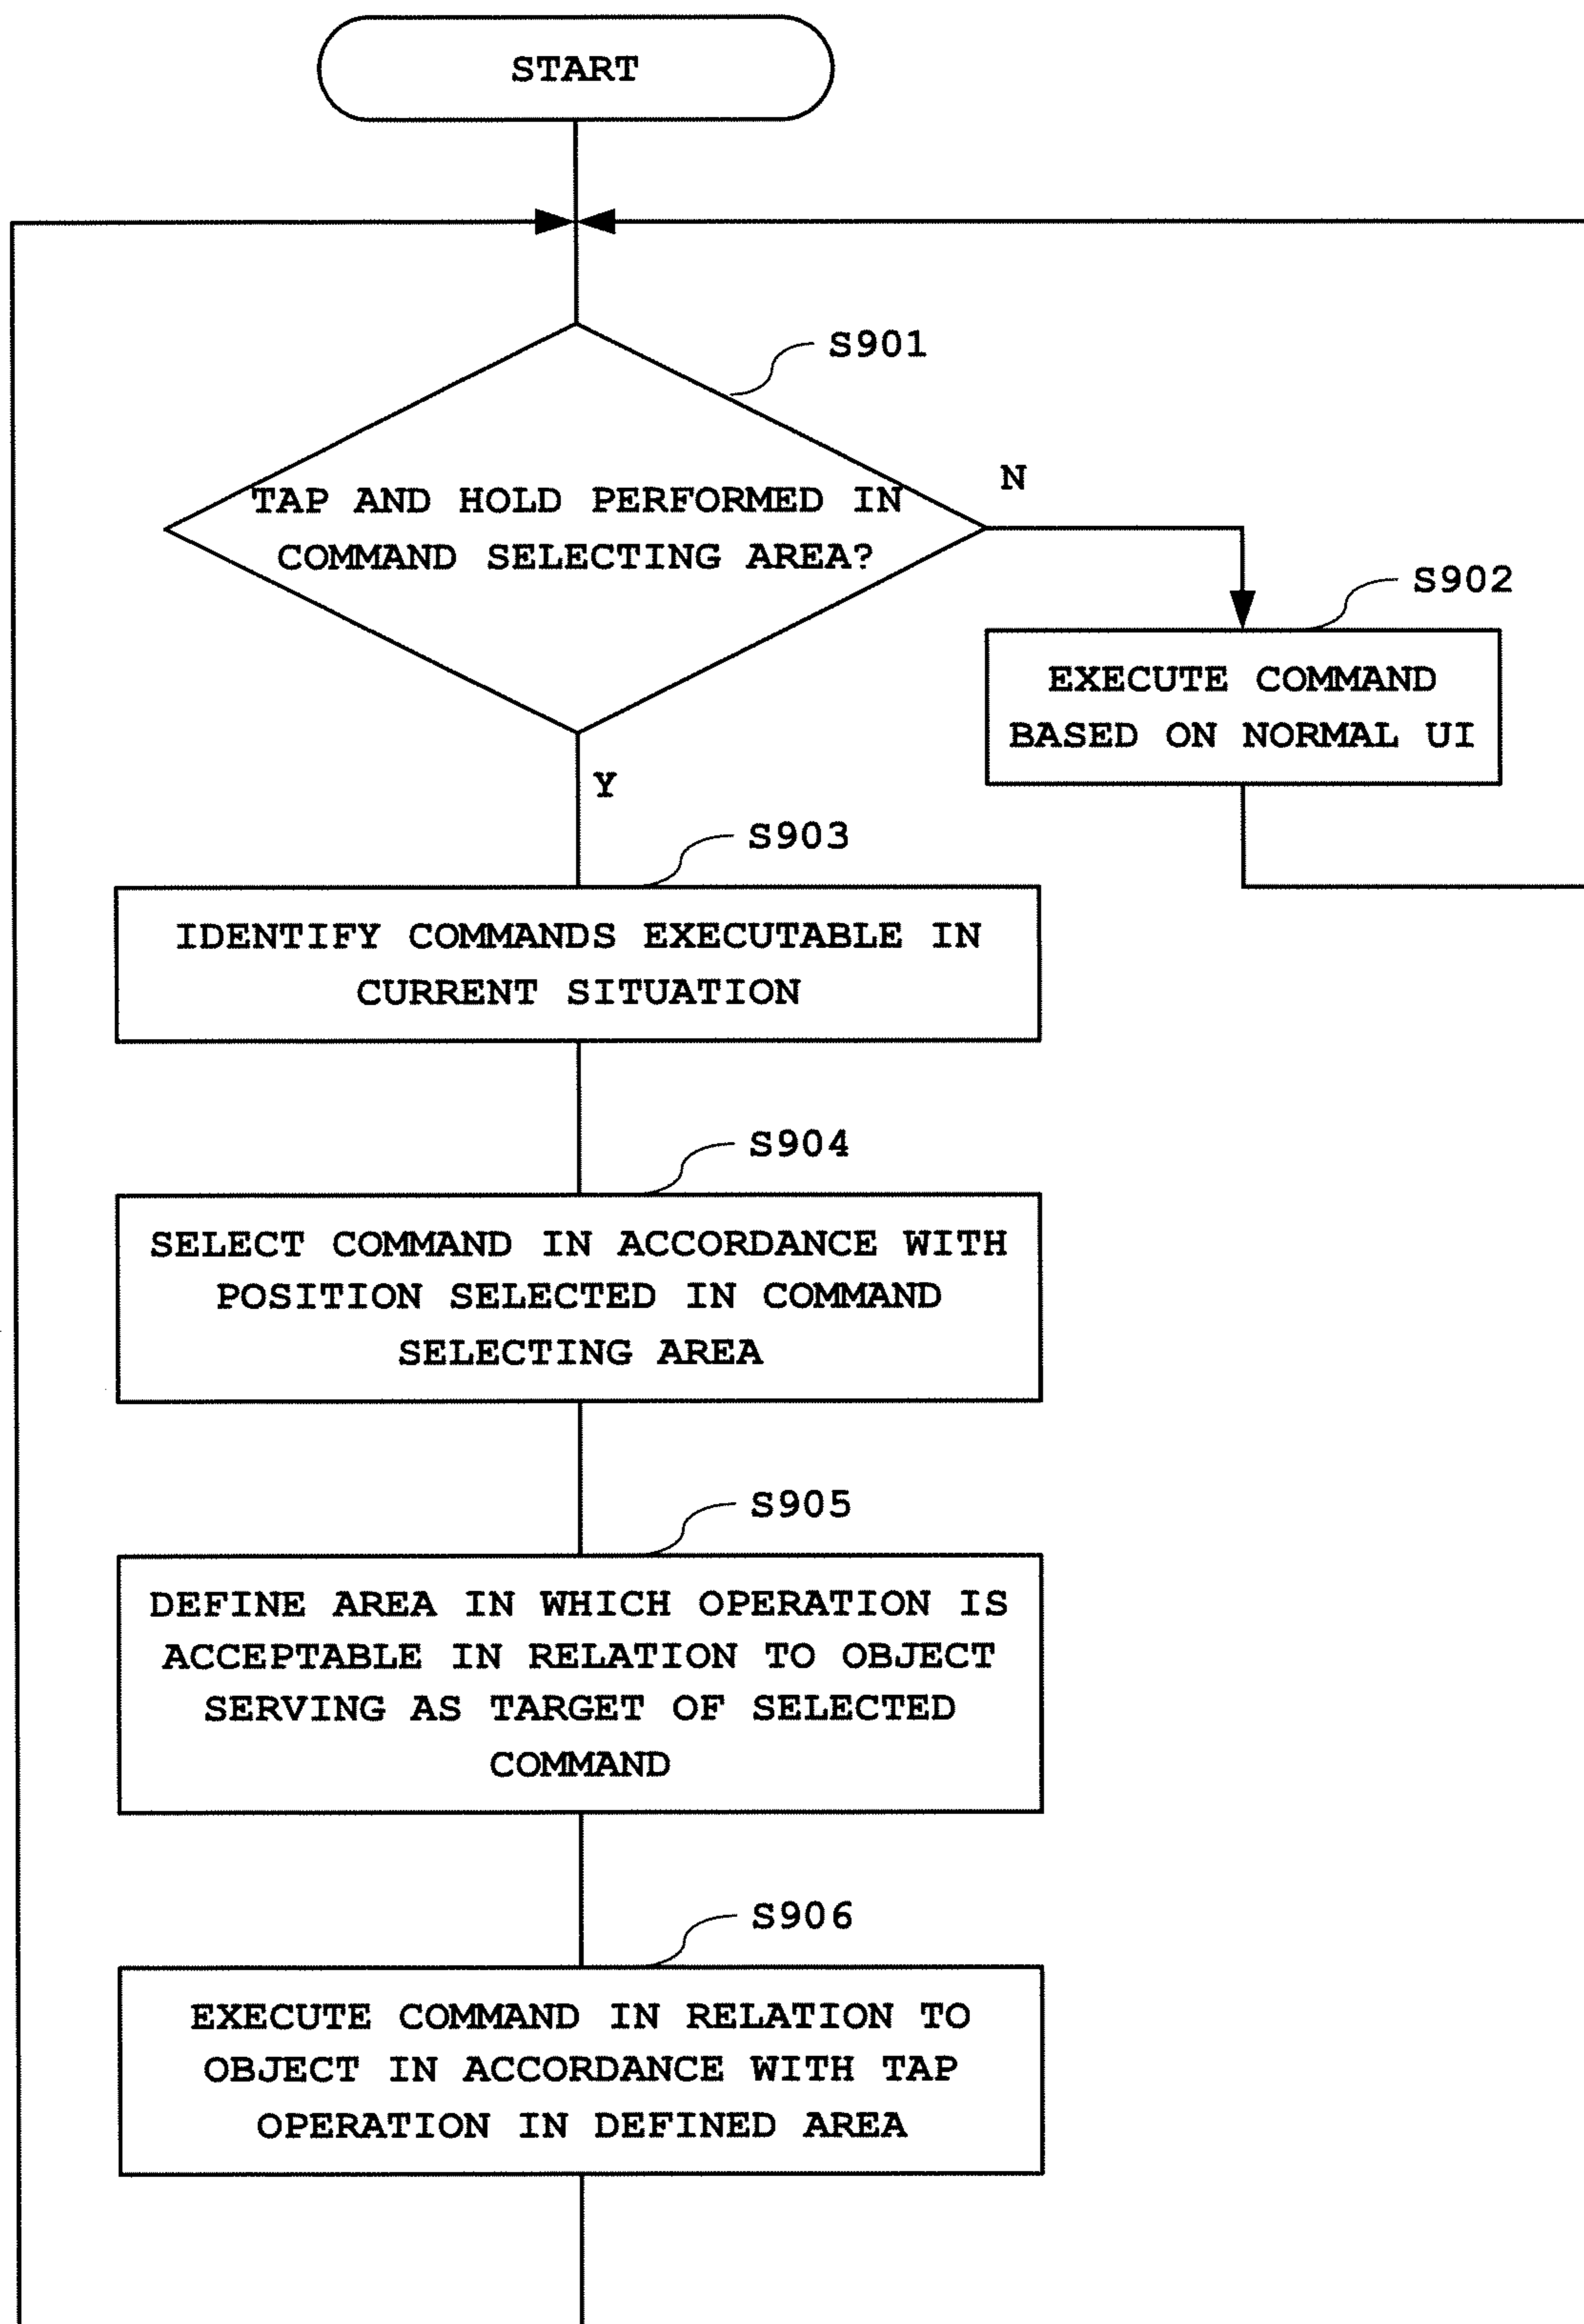 START
S901
TAP AND HOLD PERFORMED IN
COMMAND SELECTING AREA?
N
S902
EXECUTE COMMAND
BASED ON NORMAL UI
Y
S903
IDENTIFY COMMANDS EXECUTABLE IN
CURRENT SITUATION
S904
SELECT COMMAND IN ACCORDANCE WITH
POSITION SELECTED IN COMMAND
SELECTING AREA
S905
DEFINE AREA IN WHICH OPERATION IS
ACCEPTABLE IN RELATION TO OBJECT
SERVING AS TARGET OF SELECTED
COMMAND
S906
EXECUTE COMMAND IN RELATION TO
OBJECT IN ACCORDANCE WITH TAP
OPERATION IN DEFINED AREA